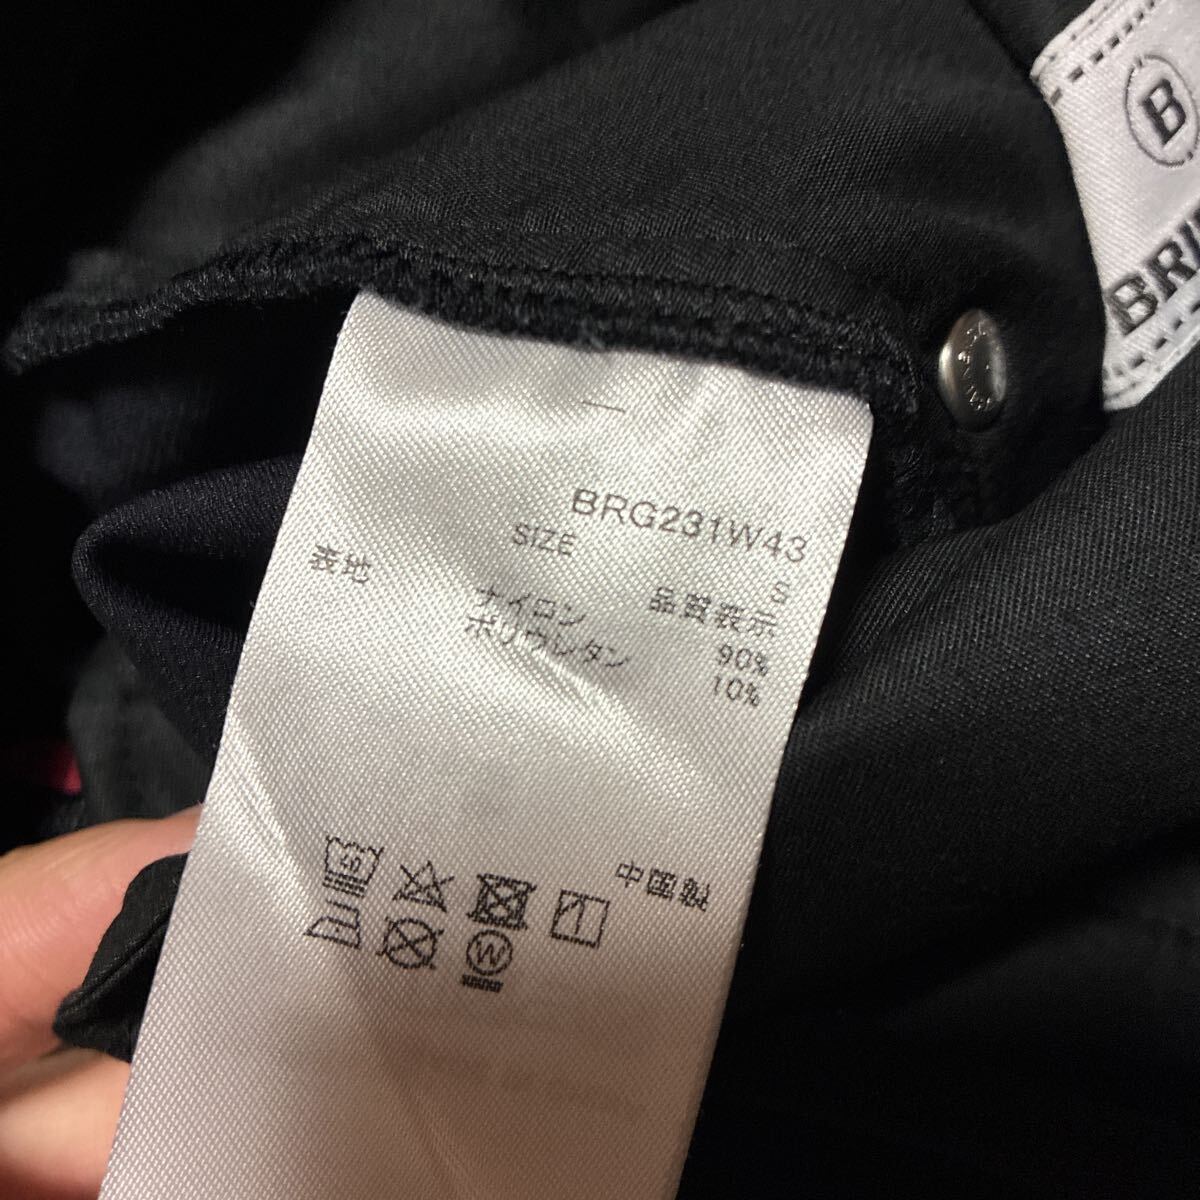 B
BRI
BRG231W43
SIZE S
品質表示
表地 ナイロン 90%
ポリウレタン 10%
中国製
40
W